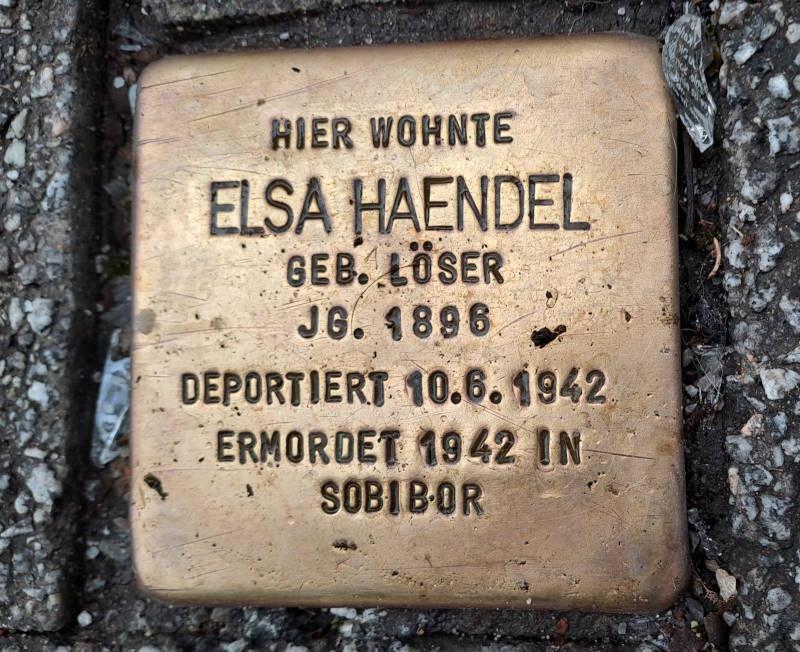 HIER WOHNTE
ELSA HAENDEL
GEB. LÖSER
JG. 1896
DEPORTIERT 10.6.1942
ERMORDET 1942 IN
SOBIBOR